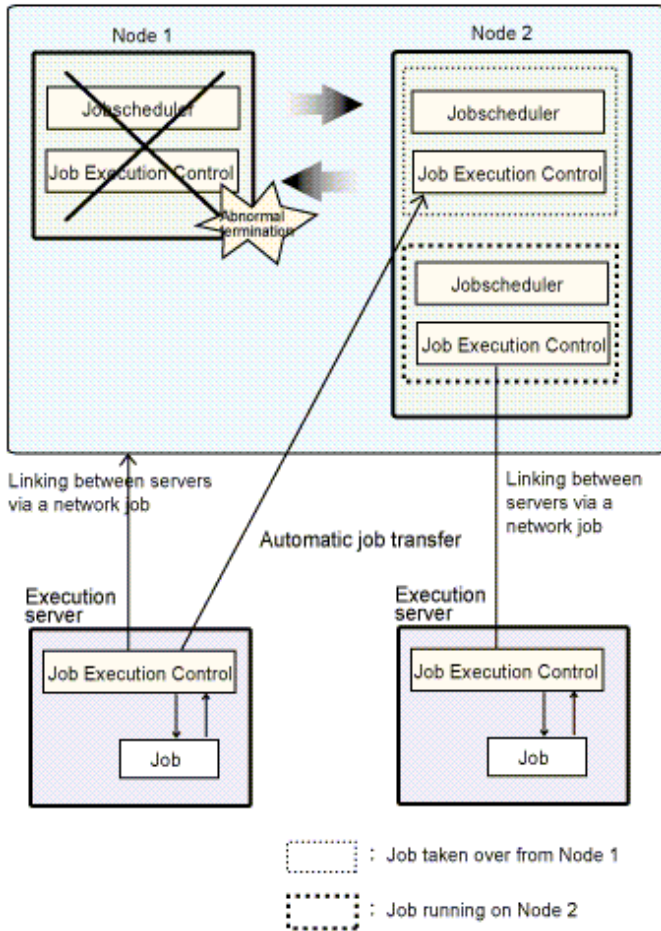 Node 1
Node 2
Jobscheduler
Job Execution Control
Abnormal
termination
Jobscheduler
Job Execution Control
Jobscheduler
Job Execution Control
Linking between servers
via a network job
Linking between
servers via a
network job
Automatic job transfer
Execution
server
Job Execution Control
Job
Execution
server
Job Execution Control
Job
: Job taken over from Node 1
: Job running on Node 2